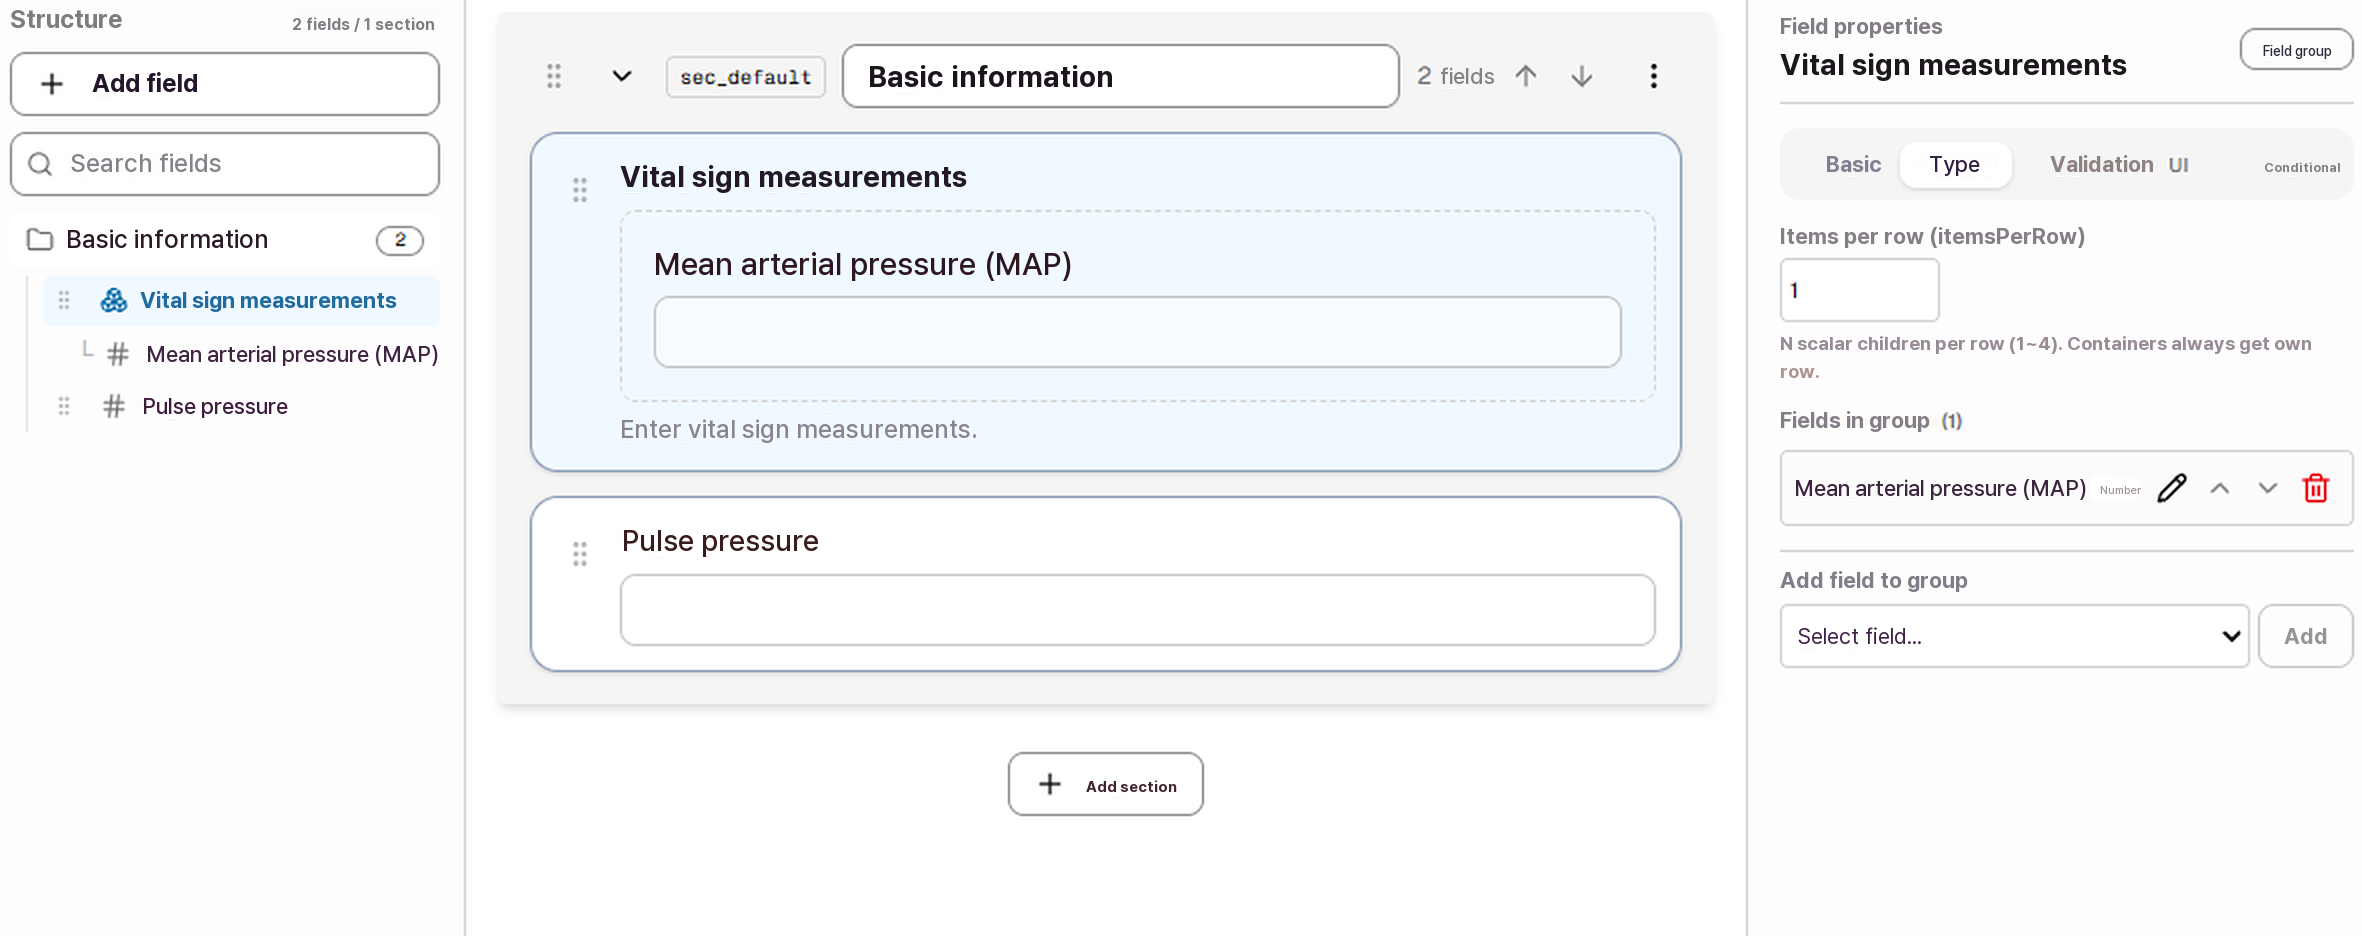 Structure
2 fields / 1 section
Add field
Search fields
Basic information
2
Vital sign measurements
Mean arterial pressure (MAP)
Pulse pressure
sec_default
Basic information
2 fields
Vital sign measurements
Mean arterial pressure (MAP)
Enter vital sign measurements.
Pulse pressure
Add section
Field properties
Vital sign measurements
Field group
Basic
Type
Validation
UI
Conditional
Items per row (itemsPerRow)
1
N scalar children per row (1~4). Containers always get own
row.
Fields in group (1)
Mean arterial pressure (MAP)
Number
Add field to group
Select field...
Add